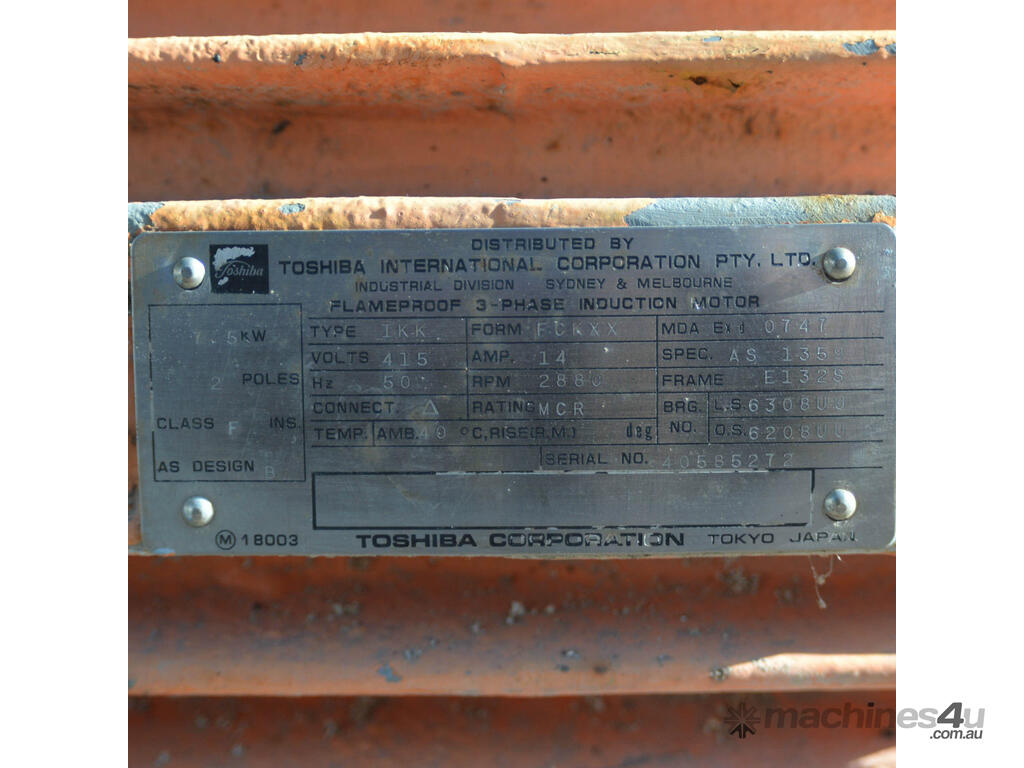 DISTRIBUTED BY
Toshiba TOSHIBA INTERNATIONAL CORPORATION PTY. LTD.
INDUSTRIAL DIVISION SYDNEY & MELBOURNE
FLAMEPROOF 3-PHASE INDUCTION MOTOR
7.5 KW
2 POLES
CLASS F INS.
AS DESIGN B
TYPE IKK FORM FCKXX MDA Ex d 0747
VOLTS 415 AMP. 14 SPEC. AS 1359
Hz 50 RPM 2880 FRAME E132S
CONNECT. △ RATING MCR BRG. L.S. 6308UU
TEMP. AMB. 40 °C, RISE(R.M.) deg NO. O.S. 6208UU
SERIAL NO. 40585272
M 18003 TOSHIBA CORPORATION TOKYO JAPAN
machines4u
.com.au